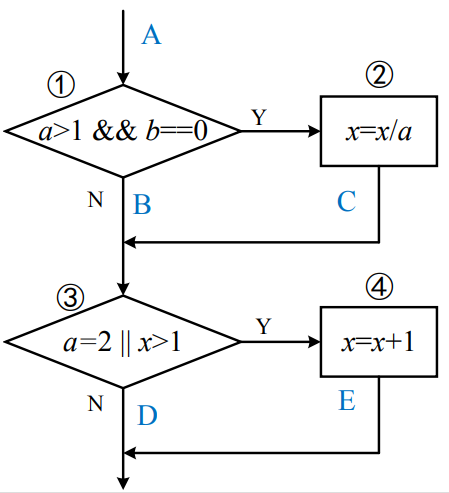 A
①
②
a>1 && b==0
Y
x=x/a
N
B
C
③
④
a=2 || x>1
Y
x=x+1
N
D
E